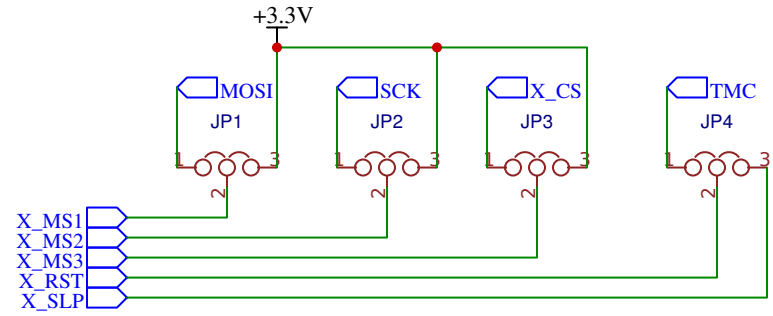 +3.3V
MOSI
SCK
X_CS
TMC
JP1
JP2
JP3
JP4
1
3
1
3
1
3
1
3
2
2
2
2
X_MS1
X_MS2
X_MS3
X_RST
X_SLP